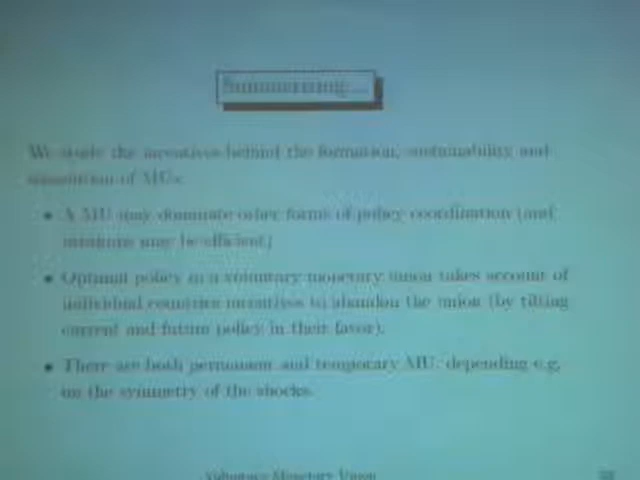 Summarizing...
We study the incentives behind the formation, sustainability and
of MUs:
• A MU may dominate other forms of policy coordination (and
may be efficient)
• Optimal policy in a voluntary monetary union takes account of
individual countries incentives to abandon the union (by tilting
current and future policy in their favor).
• There are both permanent and temporary MU, depending e.g.
on the symmetry of the shocks.
Voluntary Monetary Union